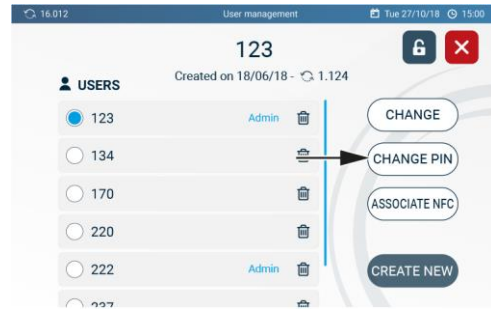 16.012 User management Tue 27/10/18 15:00
123
Created on 18/06/18 - 1.124
USERS
123 Admin
CHANGE
134
CHANGE PIN
170
ASSOCIATE NFC
220
222 Admin
CREATE NEW
237